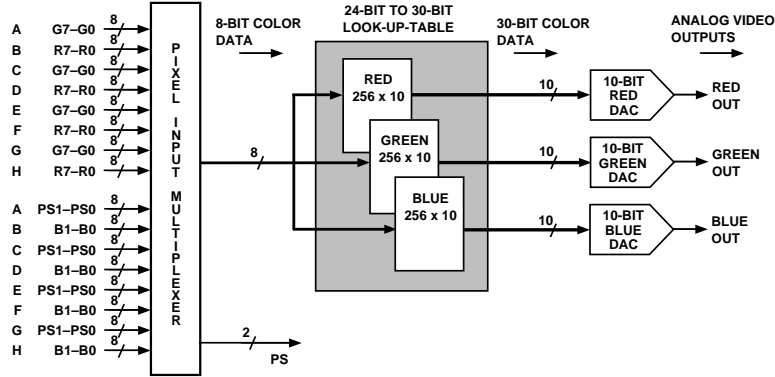 8-BIT COLOR DATA
24-BIT TO 30-BIT LOOK-UP-TABLE
30-BIT COLOR DATA
ANALOG VIDEO OUTPUTS
A G7–G0 8
B R7–R0 8
C G7–G0 8
D R7–R0 8
E G7–G0 8
F R7–R0 8
G G7–G0 8
H R7–R0 8
A PS1–PS0 8
B B1–B0 8
C PS1–PS0 8
D B1–B0 8
E PS1–PS0 8
F B1–B0 8
G PS1–PS0 8
H B1–B0 8
PIXEL INPUT MULTIPLEXER
8
2
PS
RED
256 x 10
GREEN
256 x 10
BLUE
256 x 10
10
10
10
10-BIT
RED
DAC
RED
OUT
10-BIT
GREEN
DAC
GREEN
OUT
10-BIT
BLUE
DAC
BLUE
OUT